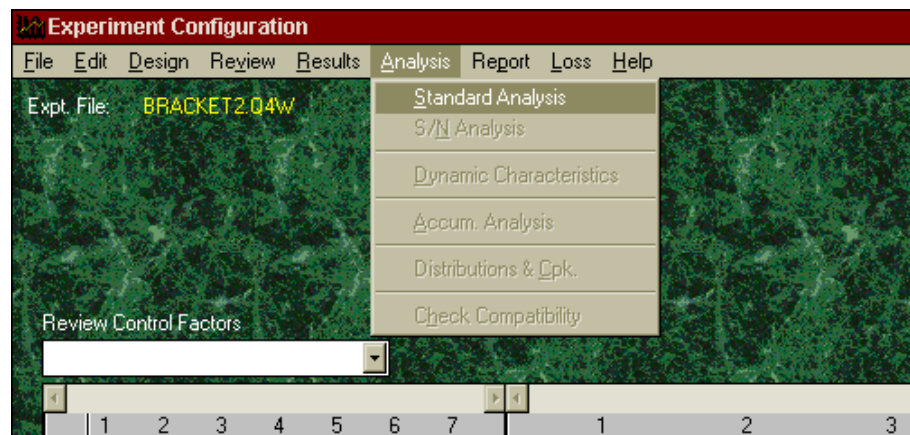 Experiment Configuration
File Edit Design Review Results Analysis Report Loss Help
Expt. File: BRACKET2.Q4W
Standard Analysis
S/N Analysis
Dynamic Characteristics
Accum. Analysis
Distributions & Cpk.
Check Compatibility
Review Control Factors
1 2 3 4 5 6 7 1 2 3